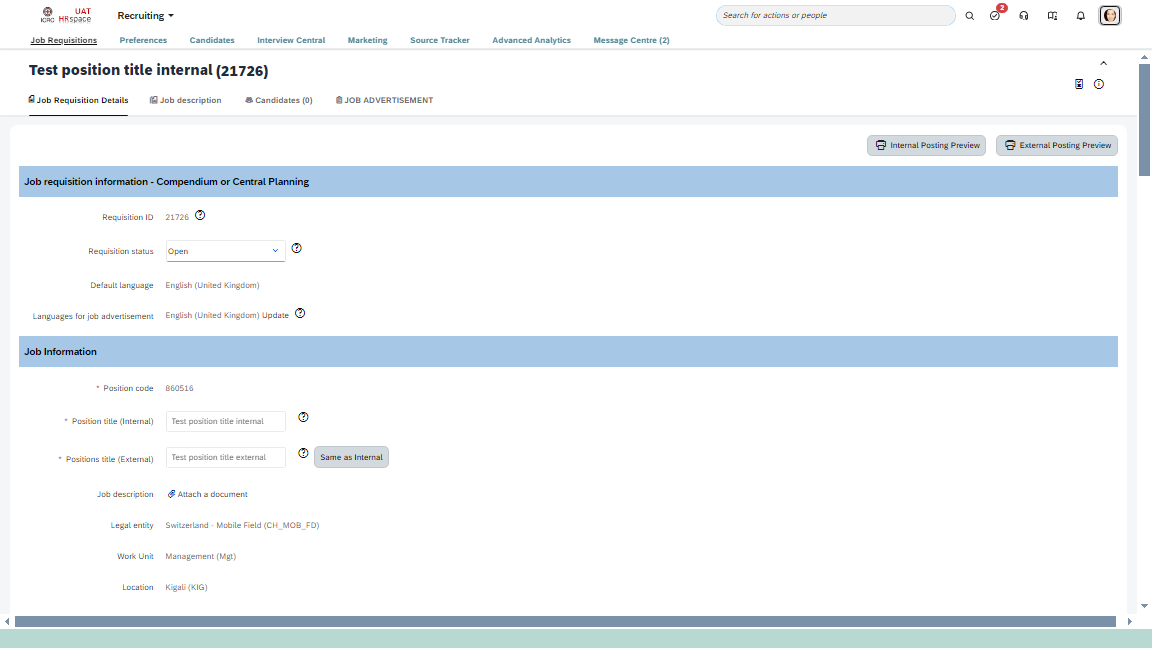 ICRC
UAT
HRspace
Recruiting
Search for actions or people
2
Job Requisitions
Preferences
Candidates
Interview Central
Marketing
Source Tracker
Advanced Analytics
Message Centre (2)
Test position title internal (21726)
Job Requisition Details
Job description
Candidates (0)
JOB ADVERTISEMENT
Internal Posting Preview
External Posting Preview
Job requisition information - Compendium or Central Planning
Requisition ID 21726
Requisition status Open
Default language English (United Kingdom)
Languages for job advertisement English (United Kingdom) Update
Job Information
* Position code 860516
* Position title (Internal) Test position title internal
* Positions title (External) Test position title external Same as Internal
Job description Attach a document
Legal entity Switzerland - Mobile Field (CH_MOB_FD)
Work Unit Management (Mgt)
Location Kigali (KIG)